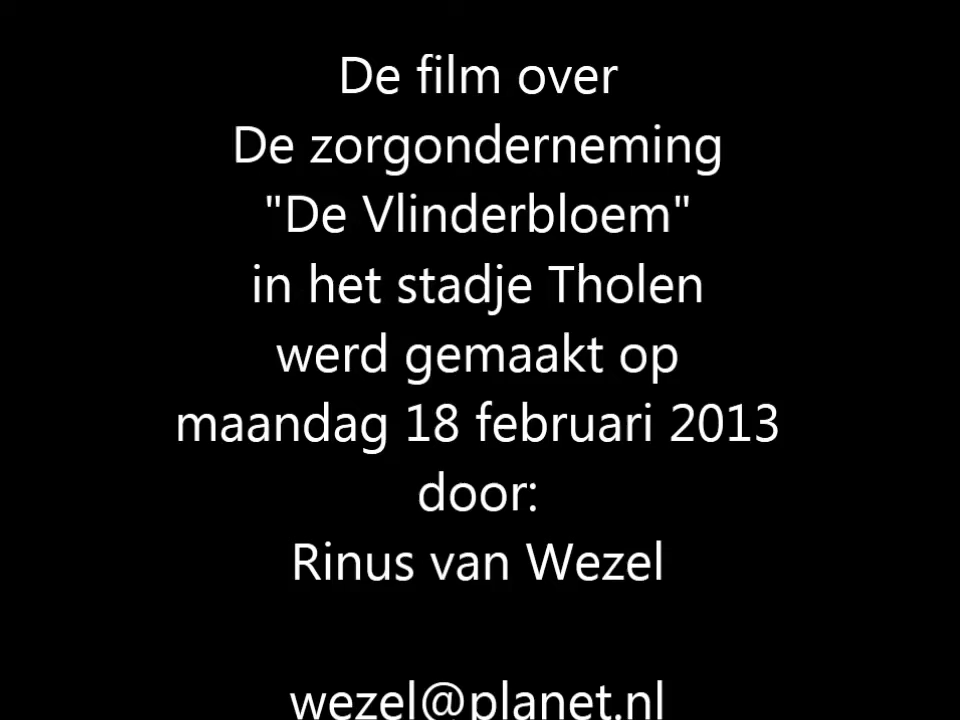 De film over
De zorgonderneming
"De Vlinderbloem"
in het stadje Tholen
werd gemaakt op
maandag 18 februari 2013
door:
Rinus van Wezel
wezel@planet.nl